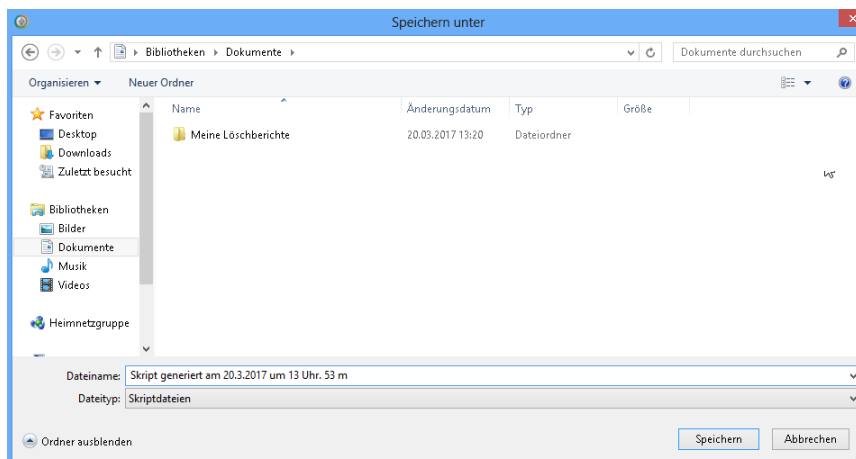 Speichern unter
Bibliotheken Dokumente
Dokumente durchsuchen
Organisieren Neuer Ordner
Name Änderungsdatum Typ Größe
Meine Löschberichte 20.03.2017 13:20 Dateiordner
Favoriten
Desktop
Downloads
Zuletzt besucht
Bibliotheken
Bilder
Dokumente
Musik
Videos
Heimnetzgruppe
Dateiname: Skript generiert am 20.3.2017 um 13 Uhr. 53 m
Dateityp: Skriptdateien
Ordner ausblenden
Speichern Abbrechen